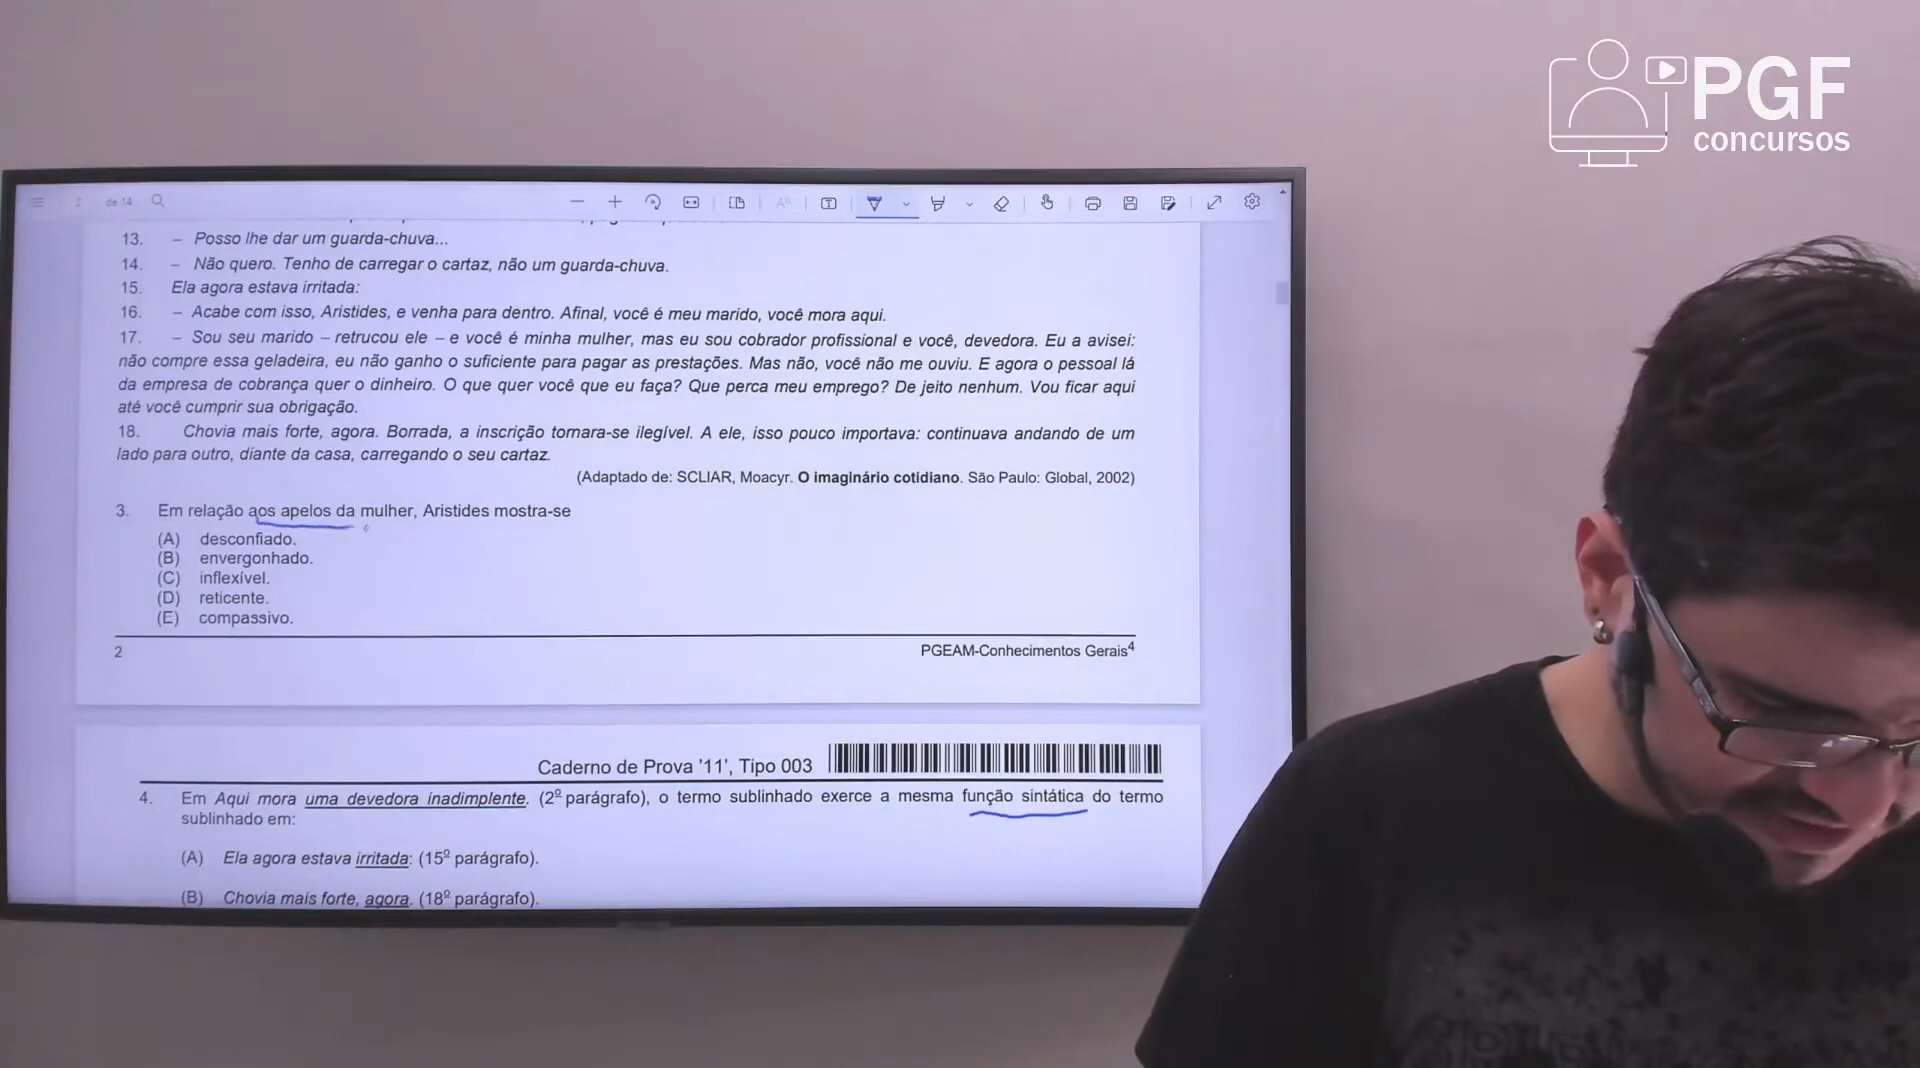 PGF
concursos
2 de 14
13. – Posso lhe dar um guarda-chuva...
14. – Não quero. Tenho de carregar o cartaz, não um guarda-chuva.
15. Ela agora estava irritada:
16. – Acabe com isso, Aristides, e venha para dentro. Afinal, você é meu marido, você mora aqui.
17. – Sou seu marido – retrucou ele – e você é minha mulher, mas eu sou cobrador profissional e você, devedora. Eu a avisei:
não compre essa geladeira, eu não ganho o suficiente para pagar as prestações. Mas não, você não me ouviu. E agora o pessoal lá
da empresa de cobrança quer o dinheiro. O que quer você que eu faça? Que perca meu emprego? De jeito nenhum. Vou ficar aqui
até você cumprir sua obrigação.
18. Chovia mais forte, agora. Borrada, a inscrição tornara-se ilegível. A ele, isso pouco importava: continuava andando de um
lado para outro, diante da casa, carregando o seu cartaz.
(Adaptado de: SCLIAR, Moacyr. O imaginário cotidiano. São Paulo: Global, 2002)
3. Em relação aos apelos da mulher, Aristides mostra-se
(A) desconfiado.
(B) envergonhado.
(C) inflexível.
(D) reticente.
(E) compassivo.
2 PGEAM-Conhecimentos Gerais4
Caderno de Prova '11', Tipo 003
4. Em Aqui mora uma devedora inadimplente. (2º parágrafo), o termo sublinhado exerce a mesma função sintática do termo
sublinhado em:
(A) Ela agora estava irritada: (15º parágrafo).
(B) Chovia mais forte, agora. (18º parágrafo).